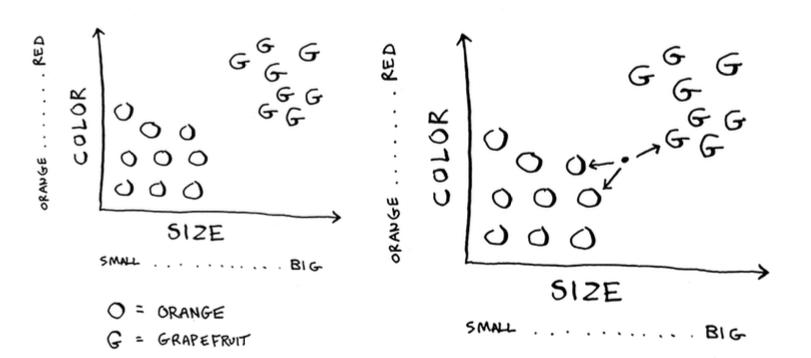 COLOR
ORANGE ....... RED
G
G
G
G
G
G
G
G
O
O
O
O
O
O
O
O
O
SIZE
SMALL .......... BIG
O = ORANGE
G = GRAPEFRUIT
COLOR
ORANGE ....... RED
G
G
G
G
G
G
G
G
O
O
O
O
O
O
O
O
O
SIZE
SMALL .......... BIG